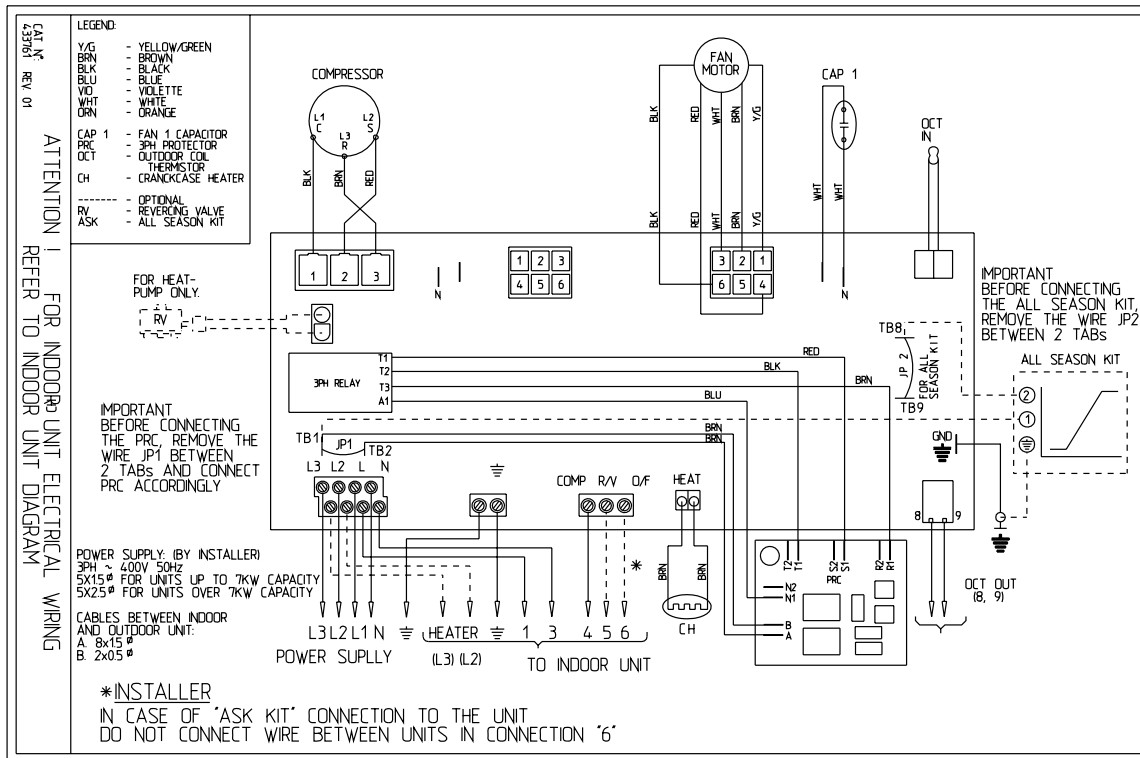 CAT. N°:
433761 REV. 01
ATTENTION ! FOR INDOOR UNIT ELECTRICAL WIRING
REFER TO INDOOR UNIT DIAGRAM
LEGEND:
Y/G - YELLOW/GREEN
BRN - BROWN
BLK - BLACK
BLU - BLUE
VIO - VIOLETTE
WHT - WHITE
ORN - ORANGE
CAP 1 - FAN 1 CAPACITOR
PRC - 3PH PROTECTOR
OCT - OUTDOOR COIL
THERMISTOR
CH - CRANCKCASE HEATER
------- - OPTIONAL
RV - REVERCING VALVE
ASK - ALL SEASON KIT
COMPRESSOR
L1 L2
C S
L3
R
BLK
BRN
RED
FAN
MOTOR
BLK
RED
WHT
BRN
Y/G
BLK
RED
WHT
BRN
Y/G
CAP 1
WHT
WHT
OCT
IN
1 2 3
N
1 2 3
4 5 6
3 2 1
6 5 4
N
FOR HEAT-
PUMP ONLY.
RV
IMPORTANT
BEFORE CONNECTING
THE ALL SEASON KIT,
REMOVE THE WIRE JP2
BETWEEN 2 TABs
TB8
JP 2
FOR ALL
SEASON KIT
TB9
ALL SEASON KIT
2
1
3PH RELAY
T1
T2
T3
A1
RED
BLK
BRN
BLU
BRN
BRN
IMPORTANT
BEFORE CONNECTING
THE PRC, REMOVE THE
WIRE JP1 BETWEEN
2 TABs AND CONNECT
PRC ACCORDINGLY
TB1
JP1
TB2
L3 L2 L N
COMP R/V O/F
HEAT
GND
8 9
OCT OUT
(8, 9)
BRN
BRN
CH
*
T2
T1
S2
S1
R2
R1
PRC
N2
N1
B
A
POWER SUPPLY: (BY INSTALLER)
3PH ~ 400V 50Hz
5X1.5ø FOR UNITS UP TO 7KW CAPACITY
5X2.5ø FOR UNITS OVER 7KW CAPACITY
CABLES BETWEEN INDOOR
AND OUTDOOR UNIT:
A. 8x1.5 ø
B. 2x0.5 ø
L3 L2 L1 N
HEATER
1 3 4 5 6
POWER SUPLLY
(L3) (L2)
TO INDOOR UNIT
*INSTALLER
IN CASE OF "ASK KIT" CONNECTION TO THE UNIT
DO NOT CONNECT WIRE BETWEEN UNITS IN CONNECTION "6"